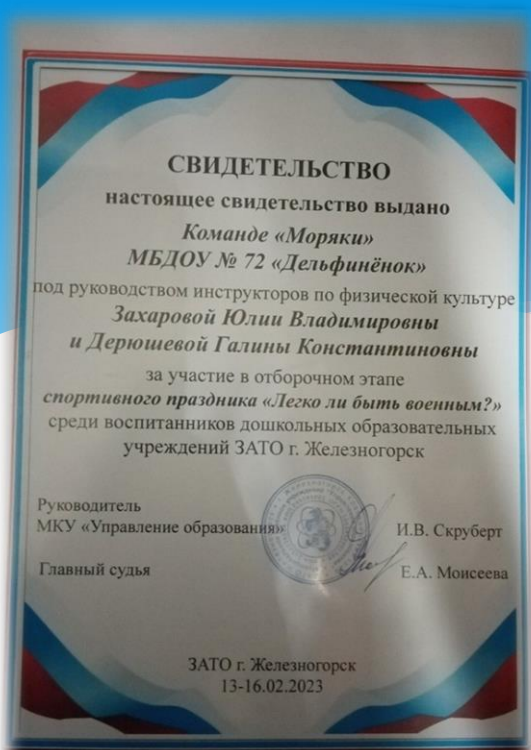 СВИДЕТЕЛЬСТВО
настоящее свидетельство выдано
Команде «Моряки»
МБДОУ № 72 «Дельфинёнок»
под руководством инструкторов по физической культуре
Захаровой Юлии Владимировны
и Дерюшевой Галины Константиновны
за участие в отборочном этапе
спортивного праздника «Легко ли быть военным?»
среди воспитанников дошкольных образовательных
учреждений ЗАТО г. Железногорск
Руководитель
МКУ «Управление образования»
И.В. Скруберт
Главный судья
Е.А. Моисеева
ЗАТО г. Железногорск
13-16.02.2023